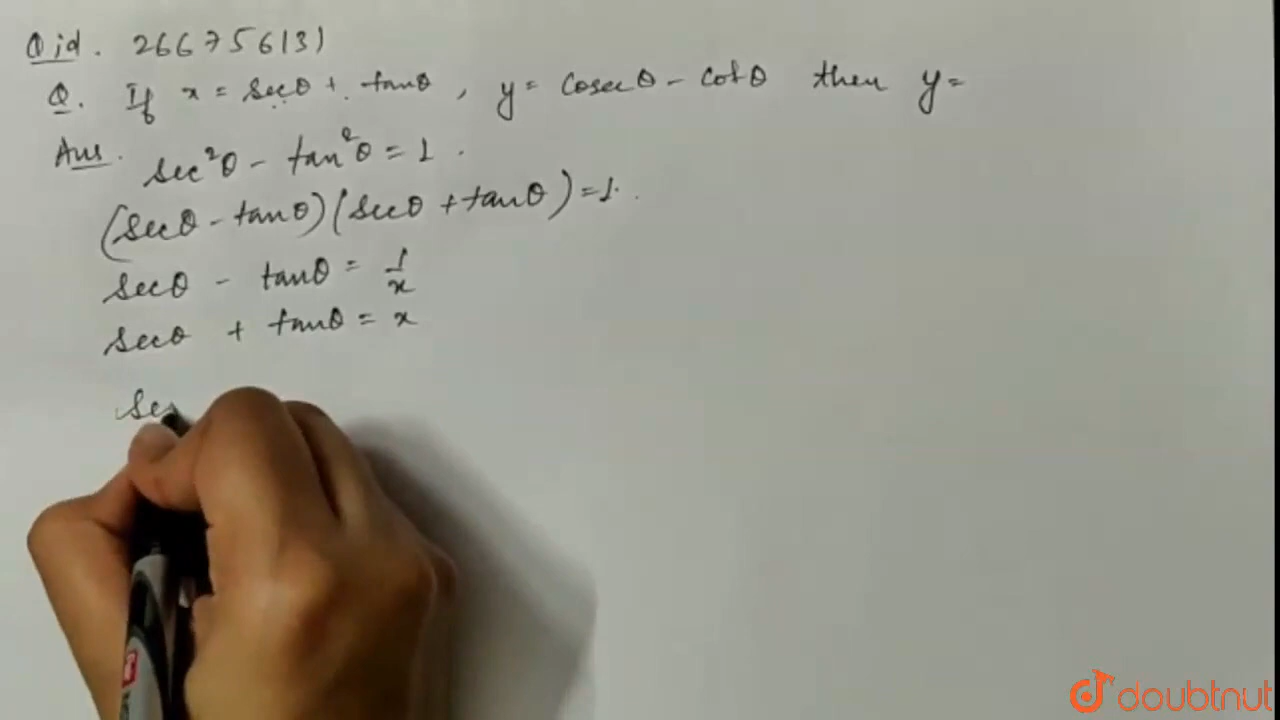 Q id. 26675613)
Q. If x = secθ + tanθ, y = cosecθ - cotθ then y =
Ans. sec²θ - tan²θ = 1.
(secθ - tanθ)(secθ + tanθ) = 1.
secθ - tanθ = 1/x
secθ + tanθ = x
sec
doubtnut